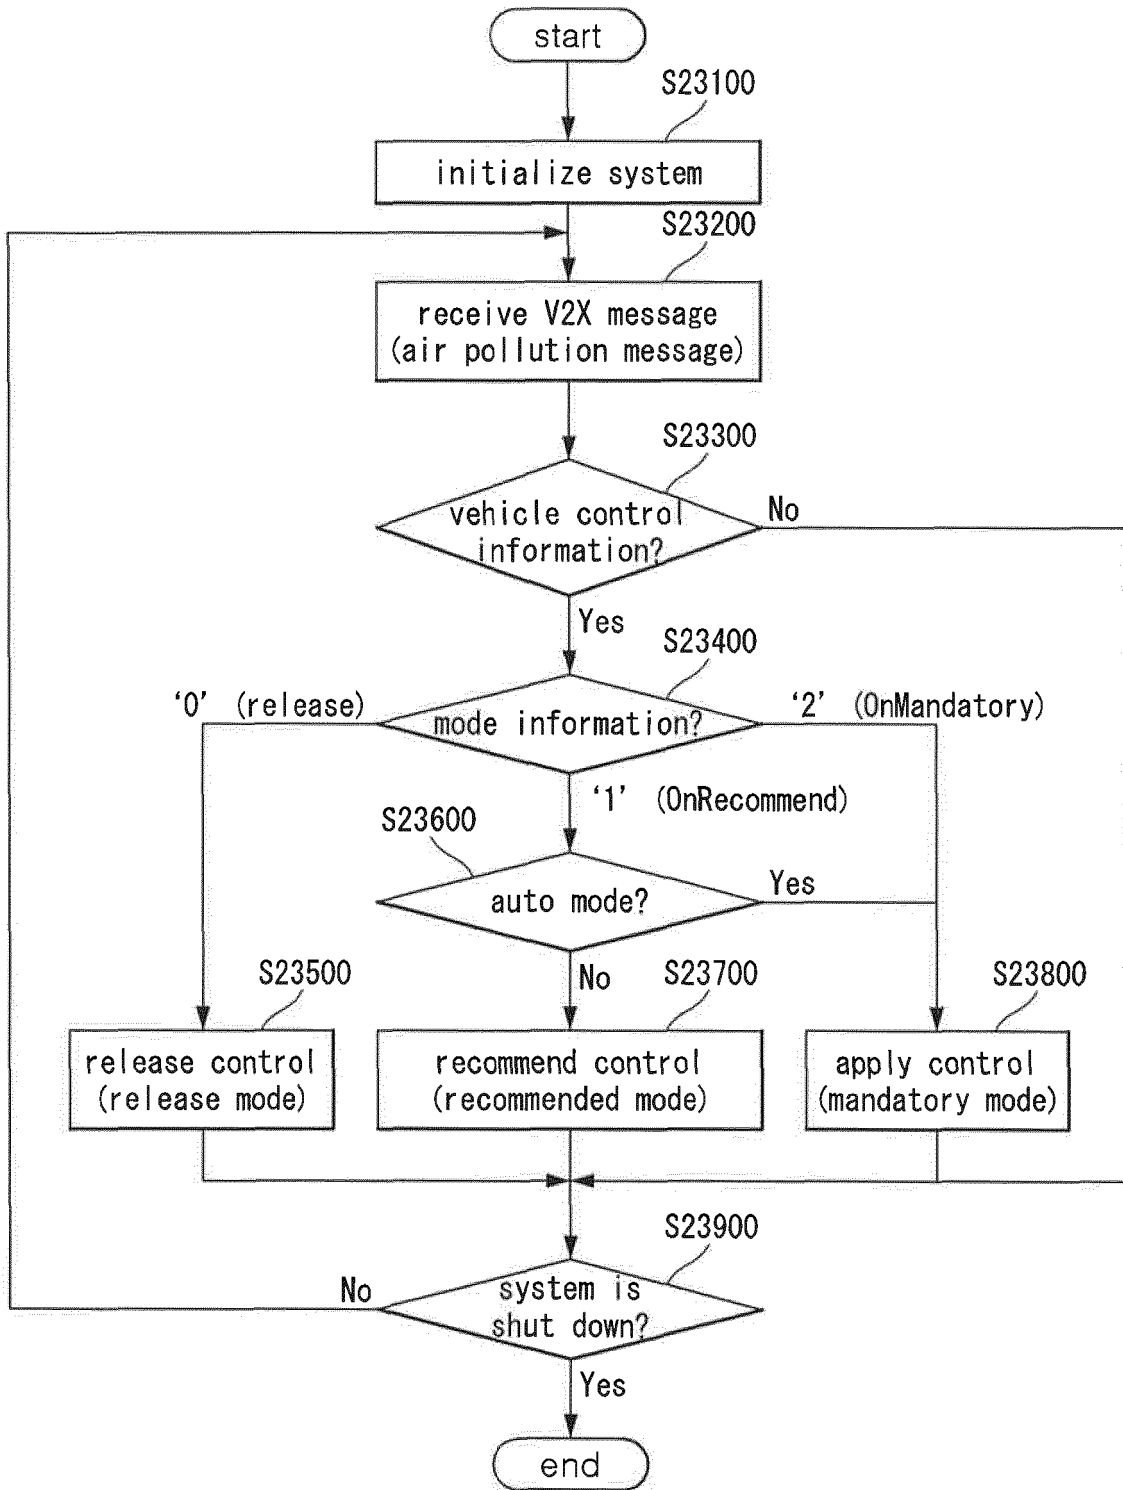 start
S23100
initialize system
S23200
receive V2X message
(air pollution message)
S23300
vehicle control
information?
No
Yes
S23400
‘0’ (release)
mode information?
‘2’ (OnMandatory)
‘1’ (OnRecommend)
S23600
auto mode?
Yes
No
S23500
release control
(release mode)
S23700
recommend control
(recommended mode)
S23800
apply control
(mandatory mode)
S23900
system is
shut down?
No
Yes
end